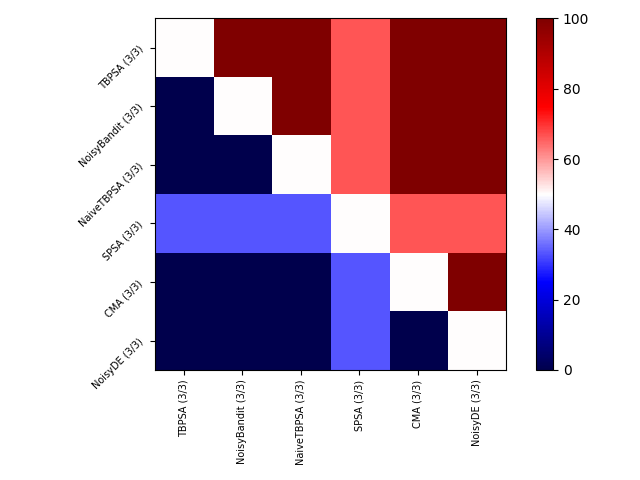 TBPSA (3/3)
NoisyBandit (3/3)
NaiveTBPSA (3/3)
SPSA (3/3)
CMA (3/3)
NoisyDE (3/3)
TBPSA (3/3)
NoisyBandit (3/3)
NaiveTBPSA (3/3)
SPSA (3/3)
CMA (3/3)
NoisyDE (3/3)
100
80
60
40
20
0